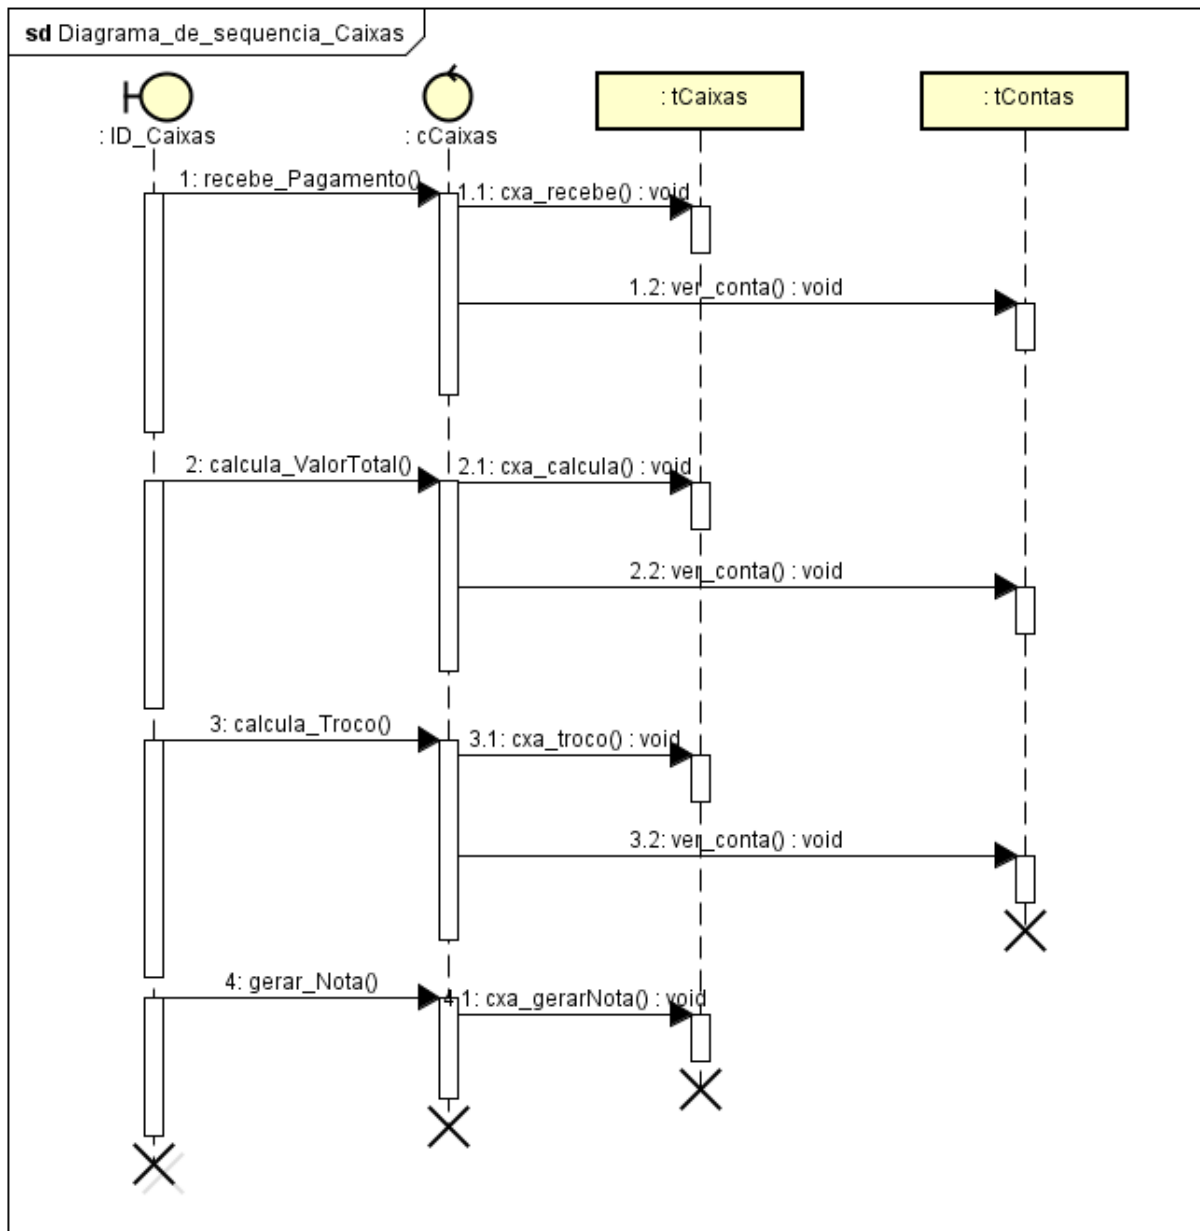 sd Diagrama_de_sequencia_Caixas
: ID_Caixas
: cCaixas
: tCaixas
: tContas
1: recebe_Pagamento()
1.1: cxa_recebe() : void
1.2: ver_conta() : void
2: calcula_ValorTotal()
2.1: cxa_calcula() : void
2.2: ver_conta() : void
3: calcula_Troco()
3.1: cxa_troco() : void
3.2: ver_conta() : void
4: gerar_Nota()
4.1: cxa_gerarNota() : void